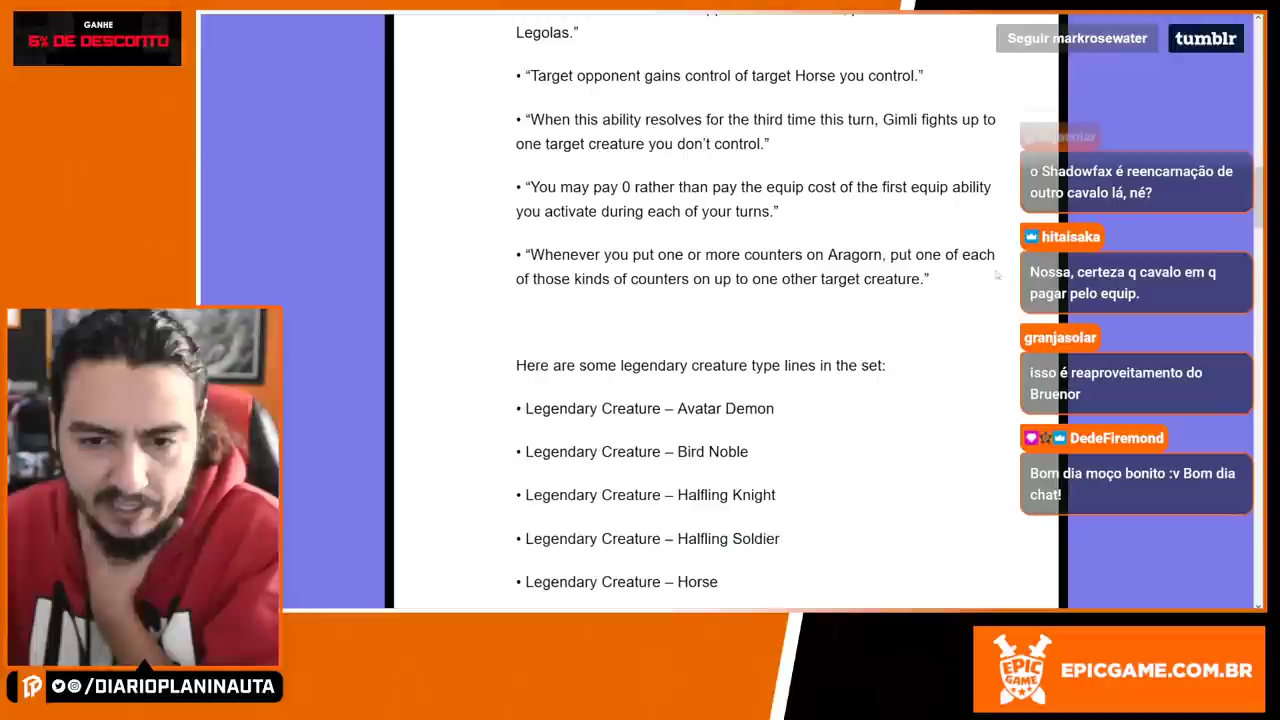 GANHE
5% DE DESCONTO
Legolas.”
• “Target opponent gains control of target Horse you control.”
• “When this ability resolves for the third time this turn, Gimli fights up to
one target creature you don’t control.”
• “You may pay 0 rather than pay the equip cost of the first equip ability
you activate during each of your turns.”
• “Whenever you put one or more counters on Aragorn, put one of each
of those kinds of counters on up to one other target creature.”
Here are some legendary creature type lines in the set:
• Legendary Creature – Avatar Demon
• Legendary Creature – Bird Noble
• Legendary Creature – Halfling Knight
• Legendary Creature – Halfling Soldier
• Legendary Creature – Horse
Seguir markrosewater
tumblr
o Shadowfax é reencarnação de
outro cavalo lá, né?
hitaisaka
Nossa, certeza q cavalo em q
pagar pelo equip.
granjasolar
isso é reaproveitamento do
Bruenor
DedeFiremond
Bom dia moço bonito :v Bom dia
chat!
/DIARIOPLANINAUTA
EPIC
GAME
EPICGAME.COM.BR